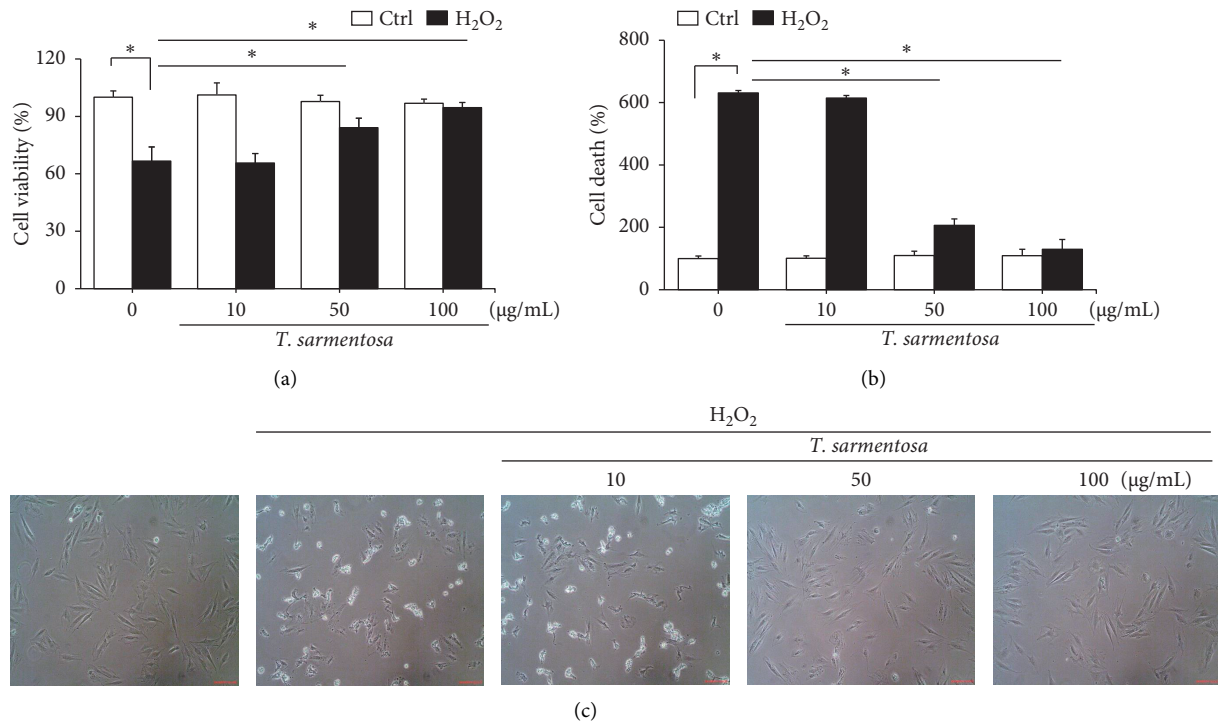 Ctrl H₂O₂
Cell viability (%)
120
90
60
30
0
* * *
0 10 50 100 (μg/mL)
T. sarmentosa
(a)
Ctrl H₂O₂
Cell death (%)
800
600
400
200
0
* * *
0 10 50 100 (μg/mL)
T. sarmentosa
(b)
H₂O₂
T. sarmentosa
10 50 100 (μg/mL)
(c)